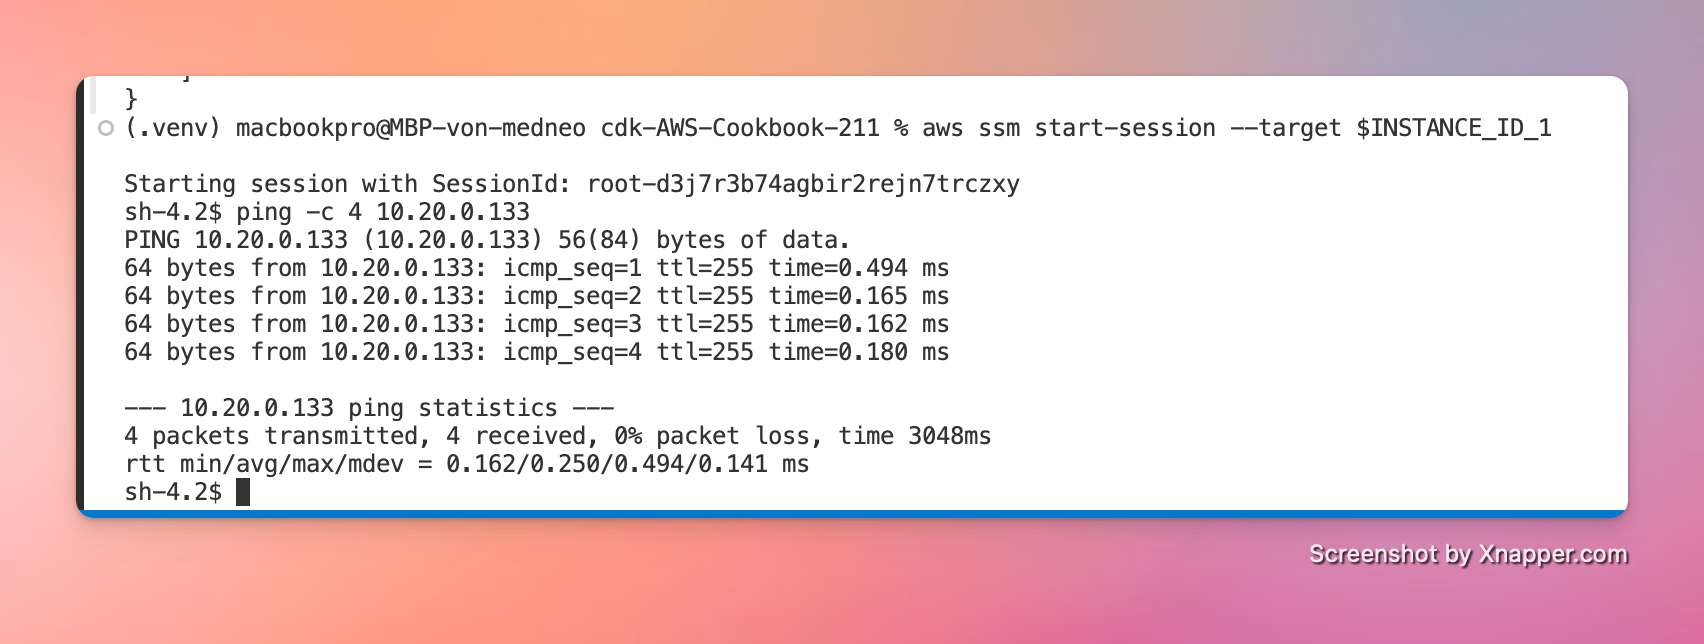 }
(.venv) macbookpro@MBP-von-medneo cdk-AWS-Cookbook-211 % aws ssm start-session --target $INSTANCE_ID_1
Starting session with SessionId: root-d3j7r3b74agbir2rejn7trczxy
sh-4.2$ ping -c 4 10.20.0.133
PING 10.20.0.133 (10.20.0.133) 56(84) bytes of data.
64 bytes from 10.20.0.133: icmp_seq=1 ttl=255 time=0.494 ms
64 bytes from 10.20.0.133: icmp_seq=2 ttl=255 time=0.165 ms
64 bytes from 10.20.0.133: icmp_seq=3 ttl=255 time=0.162 ms
64 bytes from 10.20.0.133: icmp_seq=4 ttl=255 time=0.180 ms
--- 10.20.0.133 ping statistics ---
4 packets transmitted, 4 received, 0% packet loss, time 3048ms
rtt min/avg/max/mdev = 0.162/0.250/0.494/0.141 ms
sh-4.2$
Screenshot by Xnapper.com